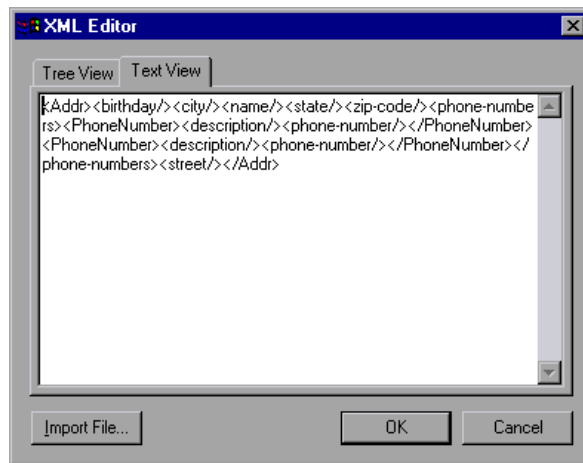 XML Editor
Tree View Text View
<Addr><birthday/><city/><name/><state/><zip-code/><phone-numbe
rs><PhoneNumber><description/><phone-number/></PhoneNumber>
<PhoneNumber><description/><phone-number/></PhoneNumber></
phone-numbers><street/></Addr>
Import File... OK Cancel